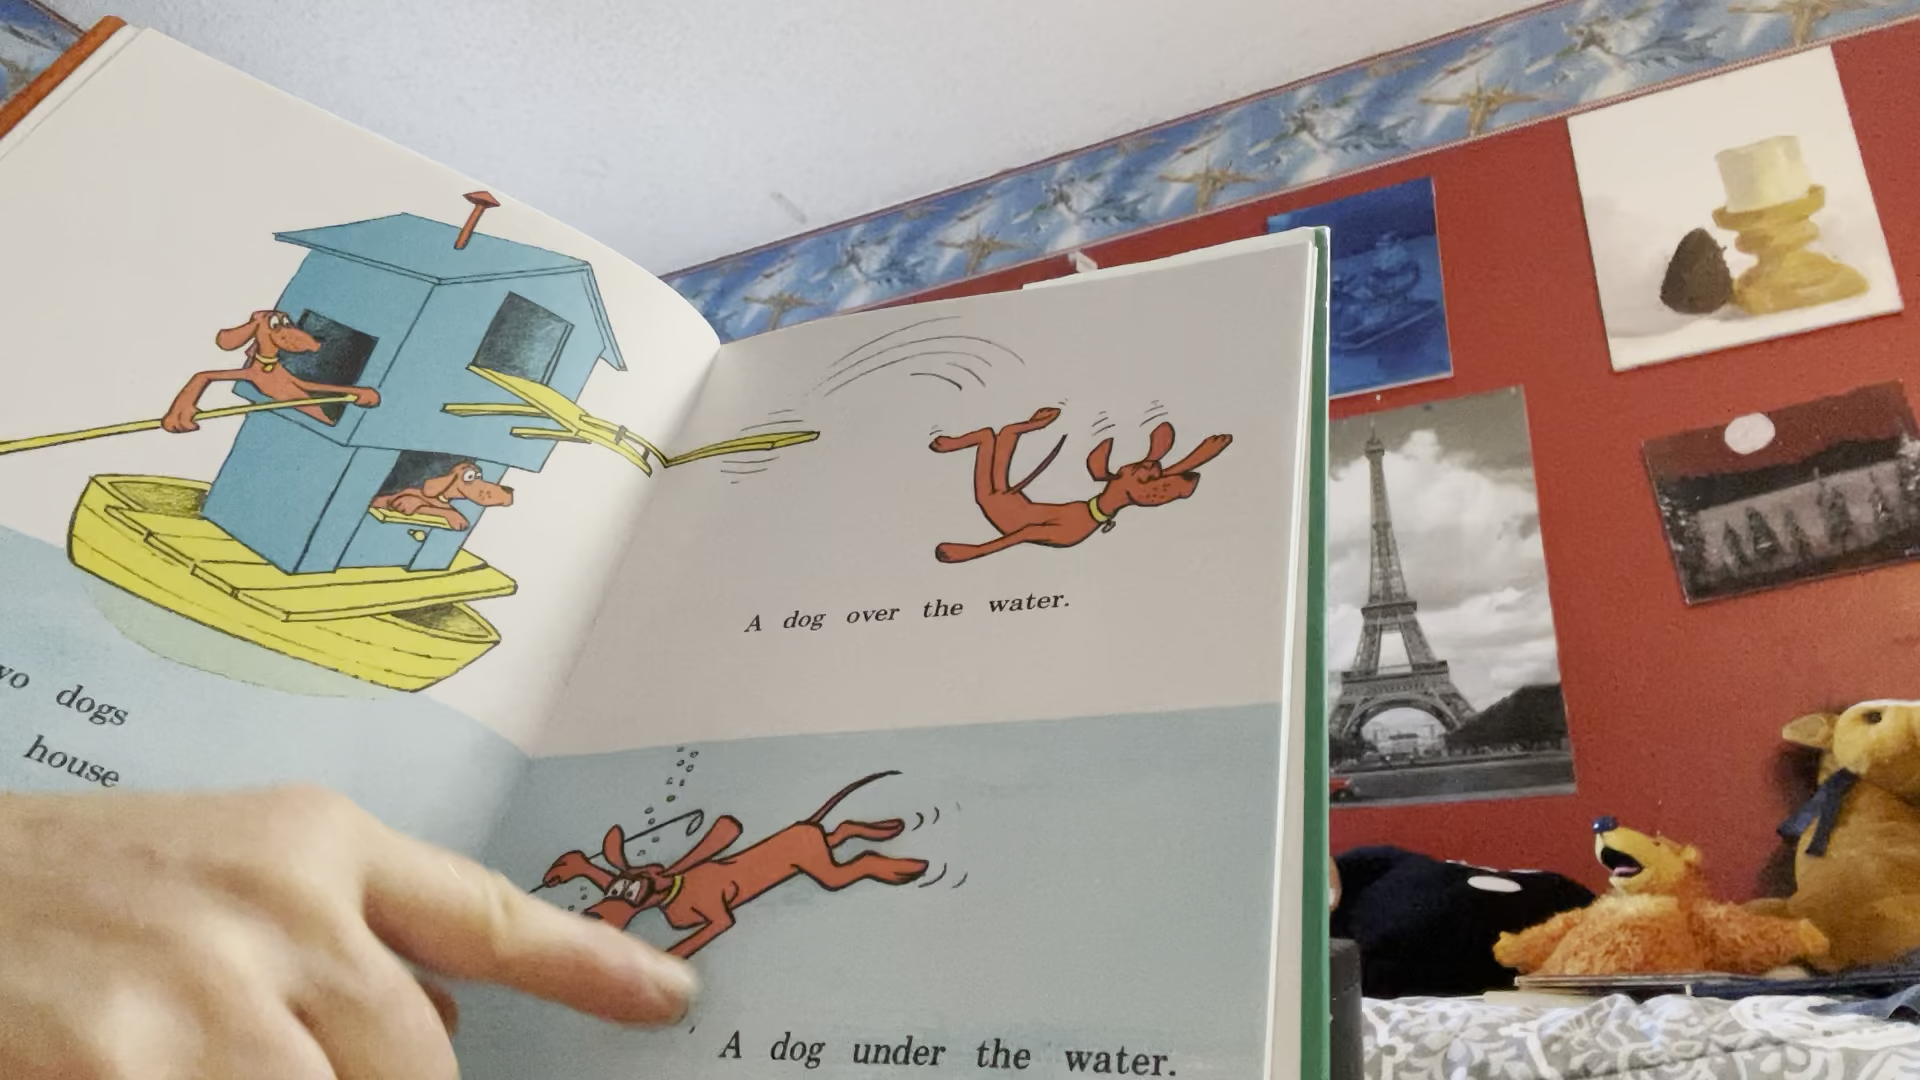 dogs
house
A dog over the water.
A dog under the water.